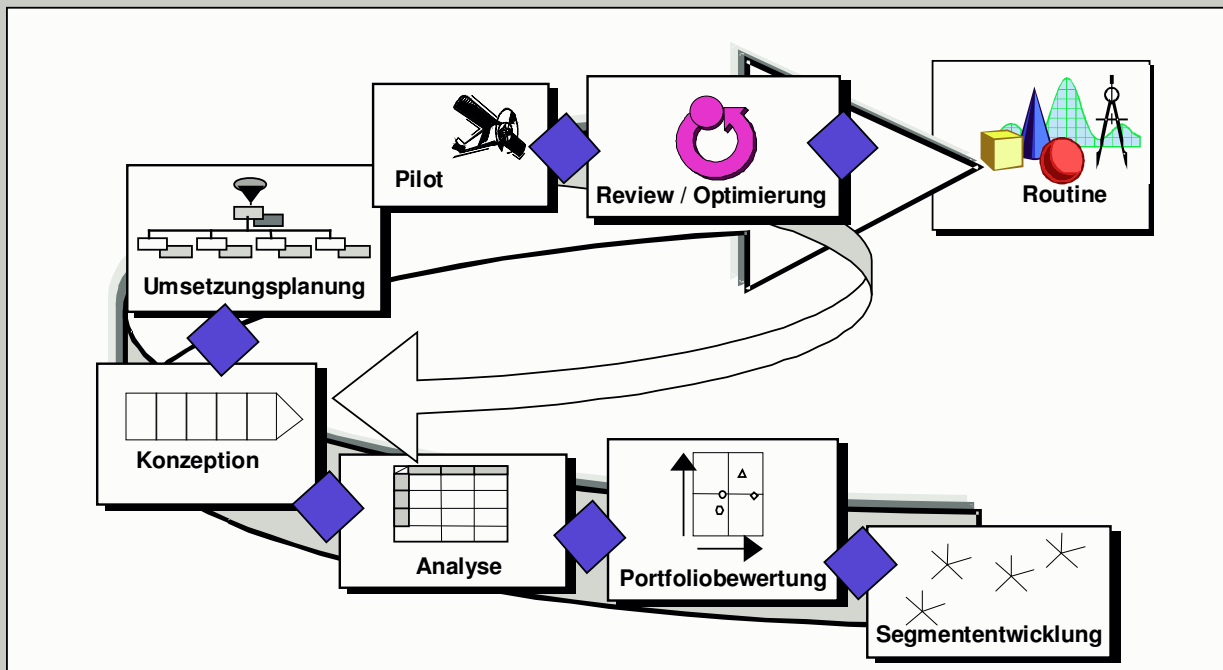 Pilot
Review / Optimierung
Routine
Umsetzungsplanung
Konzeption
Analyse
Portfoliobewertung
Segmententwicklung